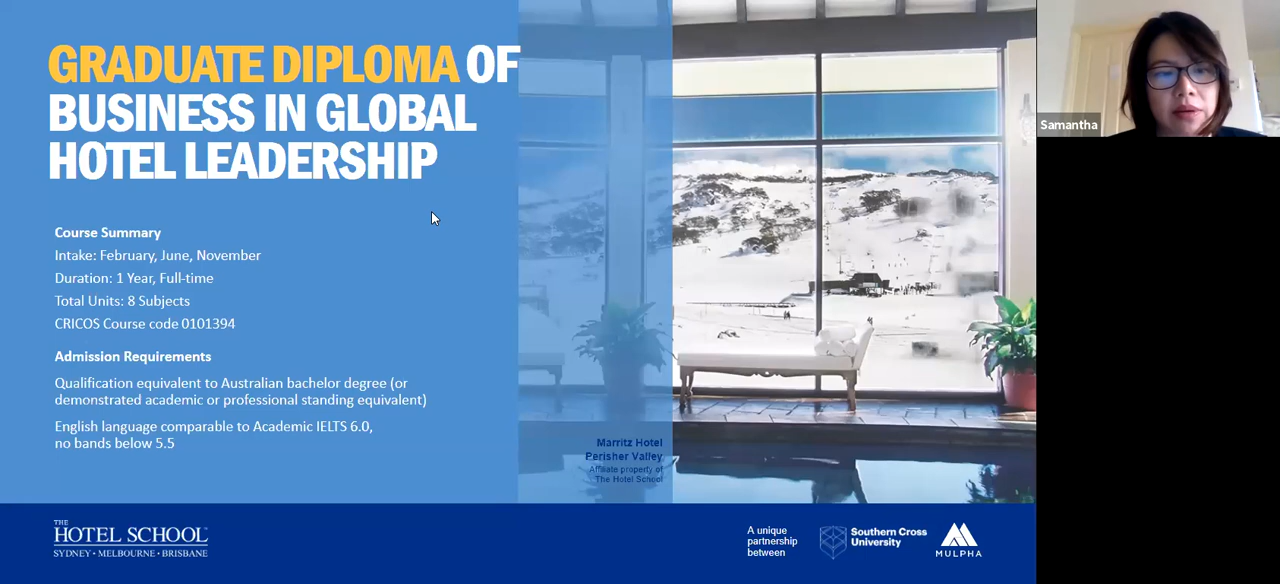 GRADUATE DIPLOMA OF
BUSINESS IN GLOBAL
HOTEL LEADERSHIP
Course Summary
Intake: February, June, November
Duration: 1 Year, Full-time
Total Units: 8 Subjects
CRICOS Course code 0101394
Admission Requirements
Qualification equivalent to Australian bachelor degree (or
demonstrated academic or professional standing equivalent)
English language comparable to Academic IELTS 6.0,
no bands below 5.5
Marritz Hotel
Perisher Valley
Affiliate property of
The Hotel School
Samantha
THE
HOTEL SCHOOL
SYDNEY • MELBOURNE • BRISBANE
A unique
partnership
between
Southern Cross
University
MULPHA